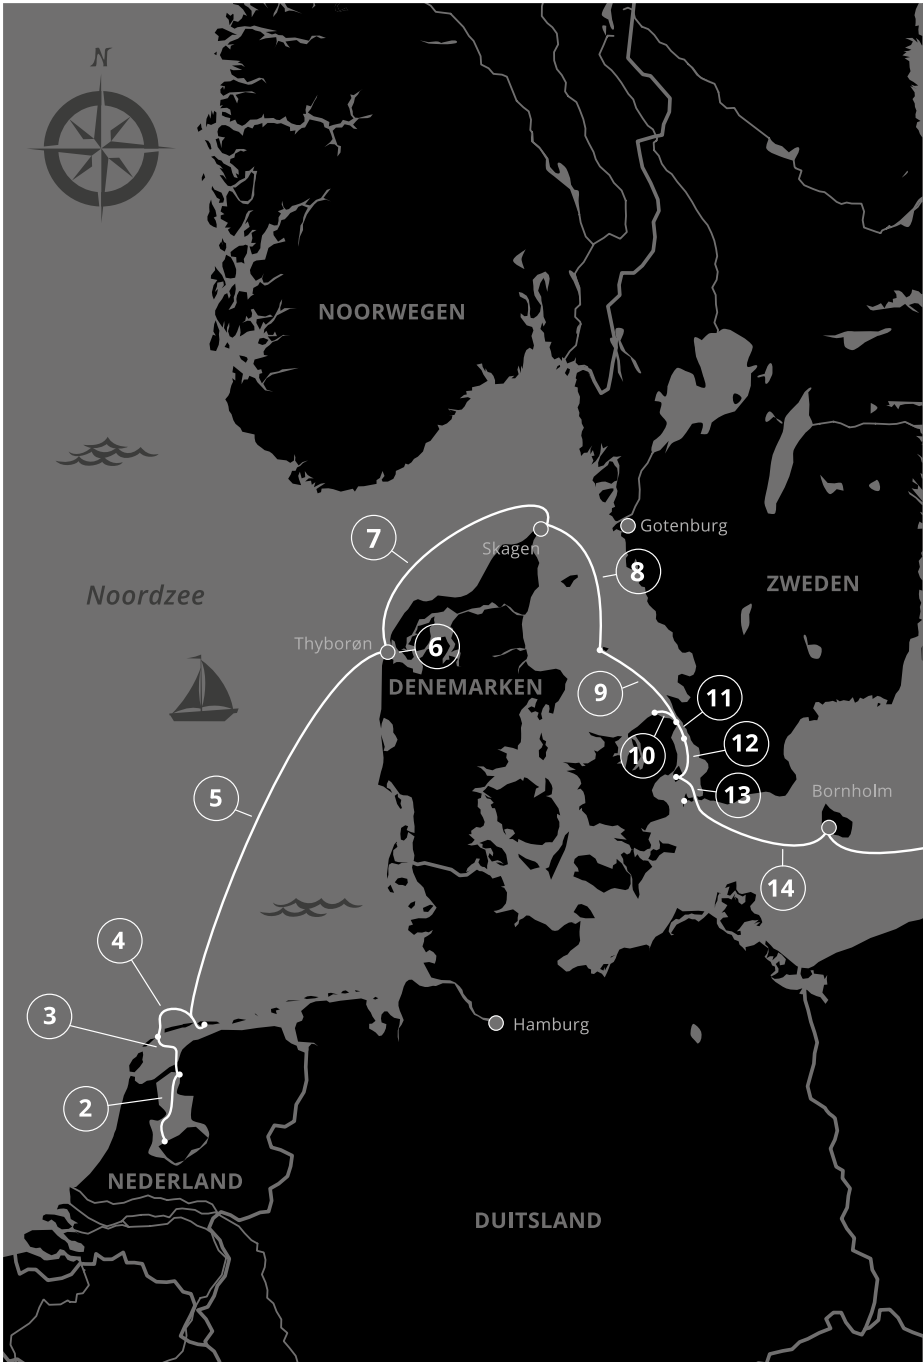 N
NOORWEGEN
7
Skagen
Gotenburg
8
Noordzee
ZWEDEN
Thyborøn
6
DENEMARKEN
9
11
10
12
5
13
Bornholm
14
4
3
Hamburg
2
NEDERLAND
DUITSLAND